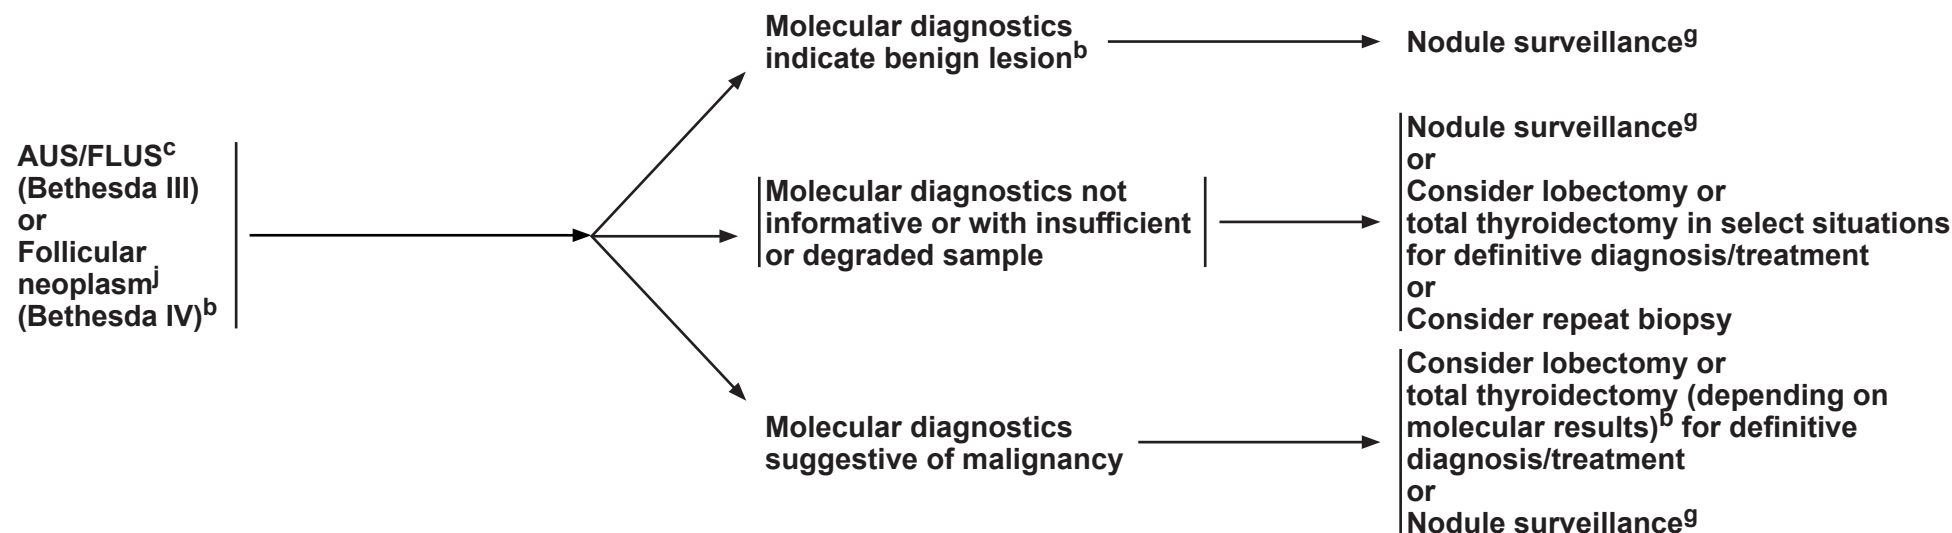 AUS/FLUSc
(Bethesda III)
or
Follicular
neoplasmj
(Bethesda IV)b
Molecular diagnostics
indicate benign lesionb
Nodule surveillanceg
Molecular diagnostics not
informative or with insufficient
or degraded sample
Nodule surveillanceg
or
Consider lobectomy or
total thyroidectomy in select situations
for definitive diagnosis/treatment
or
Consider repeat biopsy
Molecular diagnostics
suggestive of malignancy
Consider lobectomy or
total thyroidectomy (depending on
molecular results)b for definitive
diagnosis/treatment
or
Nodule surveillanceg